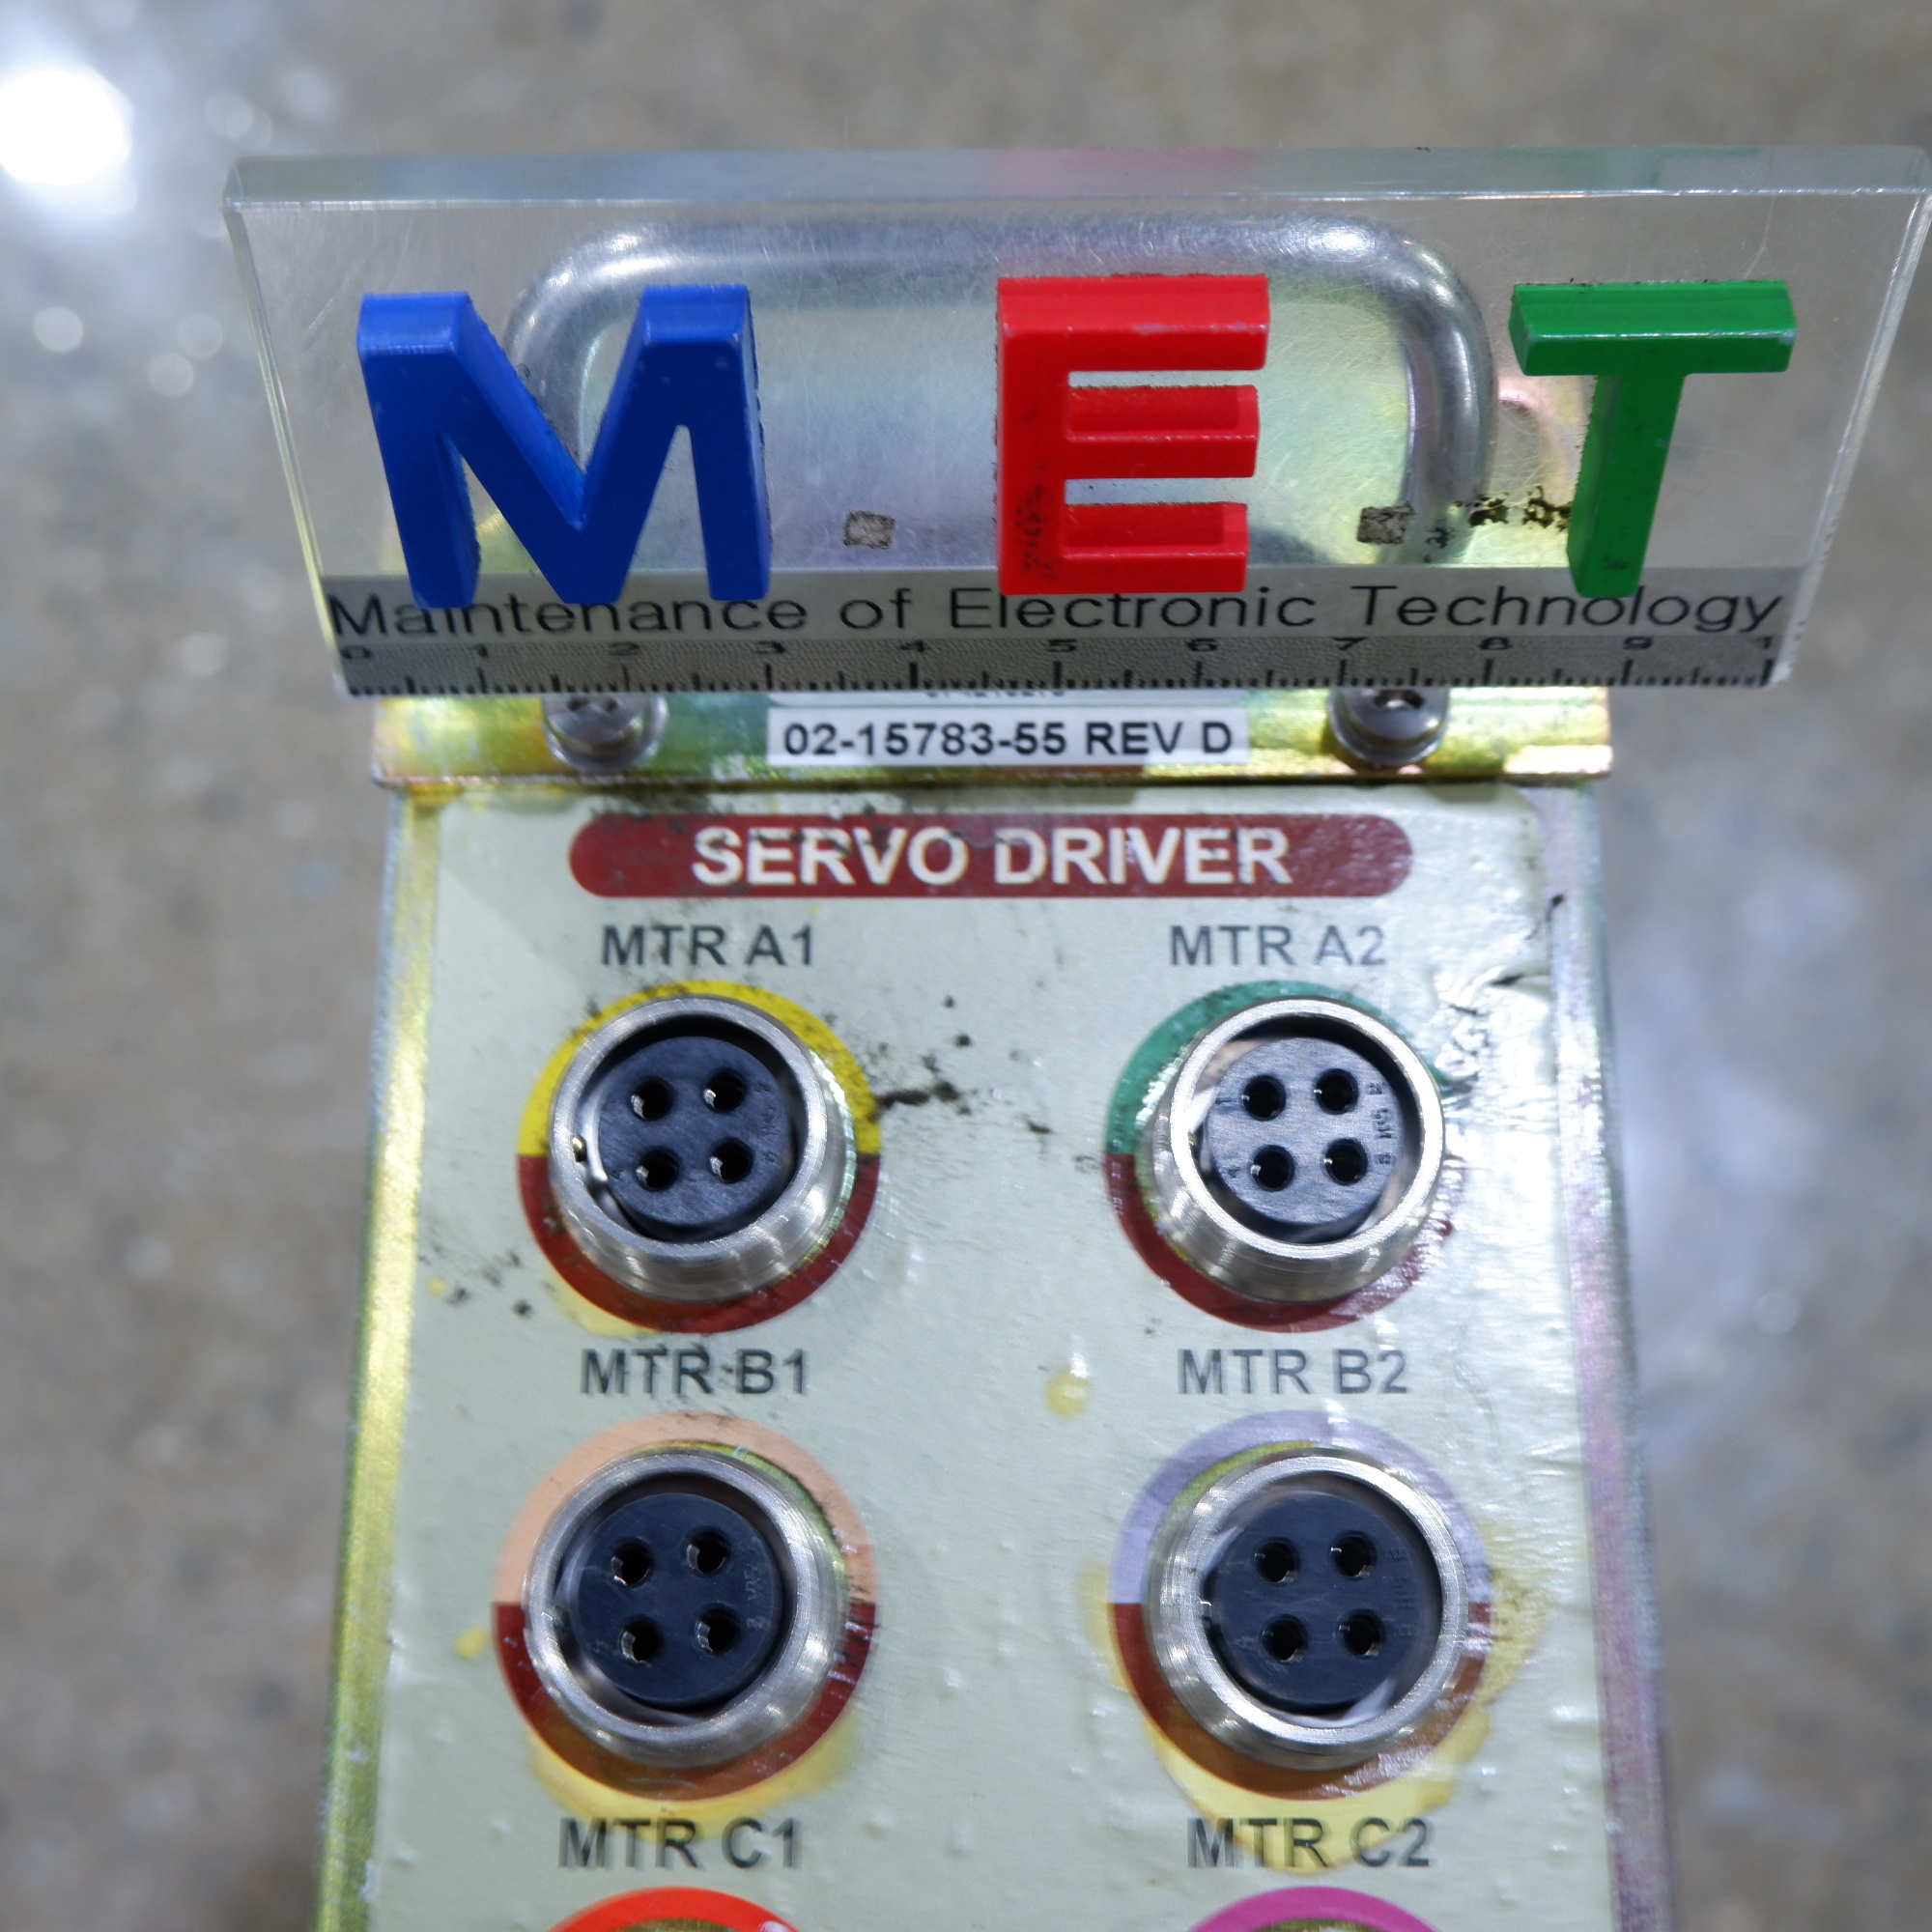 M.E.T
Maintenance of Electronic Technology
0 1 2 3 4 5 6 7 8 9 1
02-15783-55 REV D
SERVO DRIVER
MTR A1 MTR A2
MTR B1 MTR B2
MTR C1 MTR C2